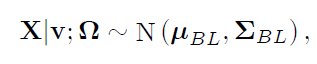 X|v; Ω ∼ N (μ_BL, Σ_BL) ,